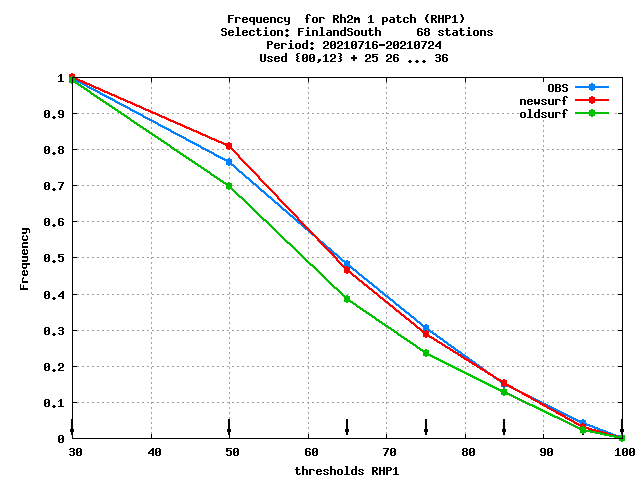 Frequency  for Rh2m 1 patch (RHP1)
Selection: FinlandSouth     68 stations
Period: 20210716-20210724
Used {00,12} + 25 26 ... 36
OBS
newsurf
oldsurf
1
0.9
0.8
0.7
0.6
0.5
0.4
0.3
0.2
0.1
0
Frequency
30 40 50 60 70 80 90 100
thresholds RHP1